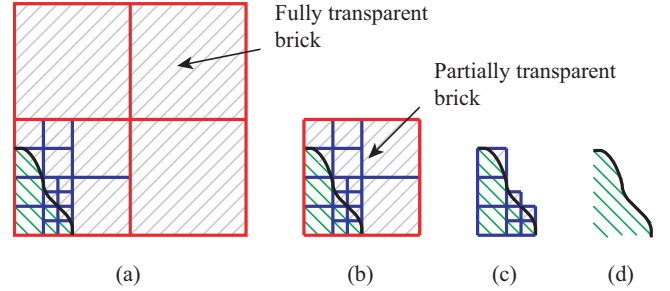 Fully transparent
brick
Partially transparent
brick
(a)
(b)
(c)
(d)